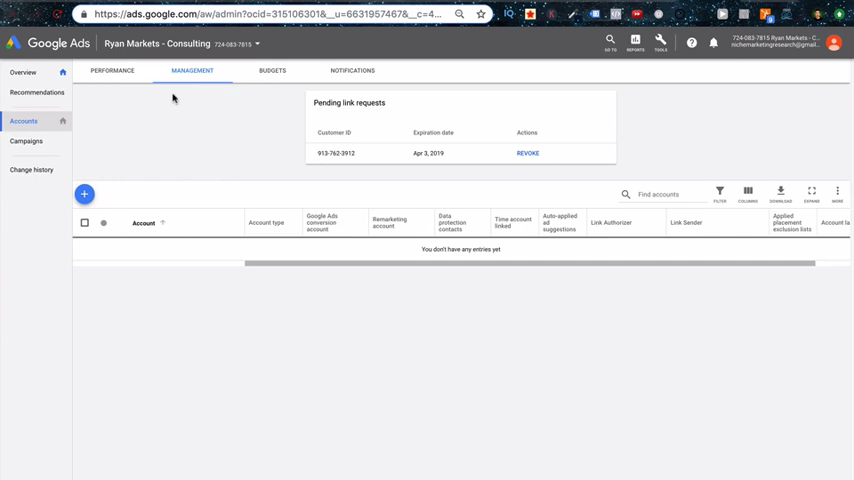 https://ads.google.com/aw/admin?ocid=315106301&__u=6631957467&__c=4...
Google Ads
Ryan Markets - Consulting 724-083-7815
GO TO
REPORTS
TOOLS
724-083-7815 Ryan Markets - C...
nichemarketingresearch@gmail...
Overview
Recommendations
Accounts
Campaigns
Change history
PERFORMANCE
MANAGEMENT
BUDGETS
NOTIFICATIONS
Pending link requests
Customer ID
Expiration date
Actions
913-762-3912
Apr 3, 2019
REVOKE
Find accounts
FILTER
COLUMNS
DOWNLOAD
EXPAND
MORE
Account
Account type
Google Ads
conversion
account
Remarketing
account
Data
protection
contacts
Time account
linked
Auto-applied
ad
suggestions
Link Authorizer
Link Sender
Applied
placement
exclusion lists
Account la
You don't have any entries yet